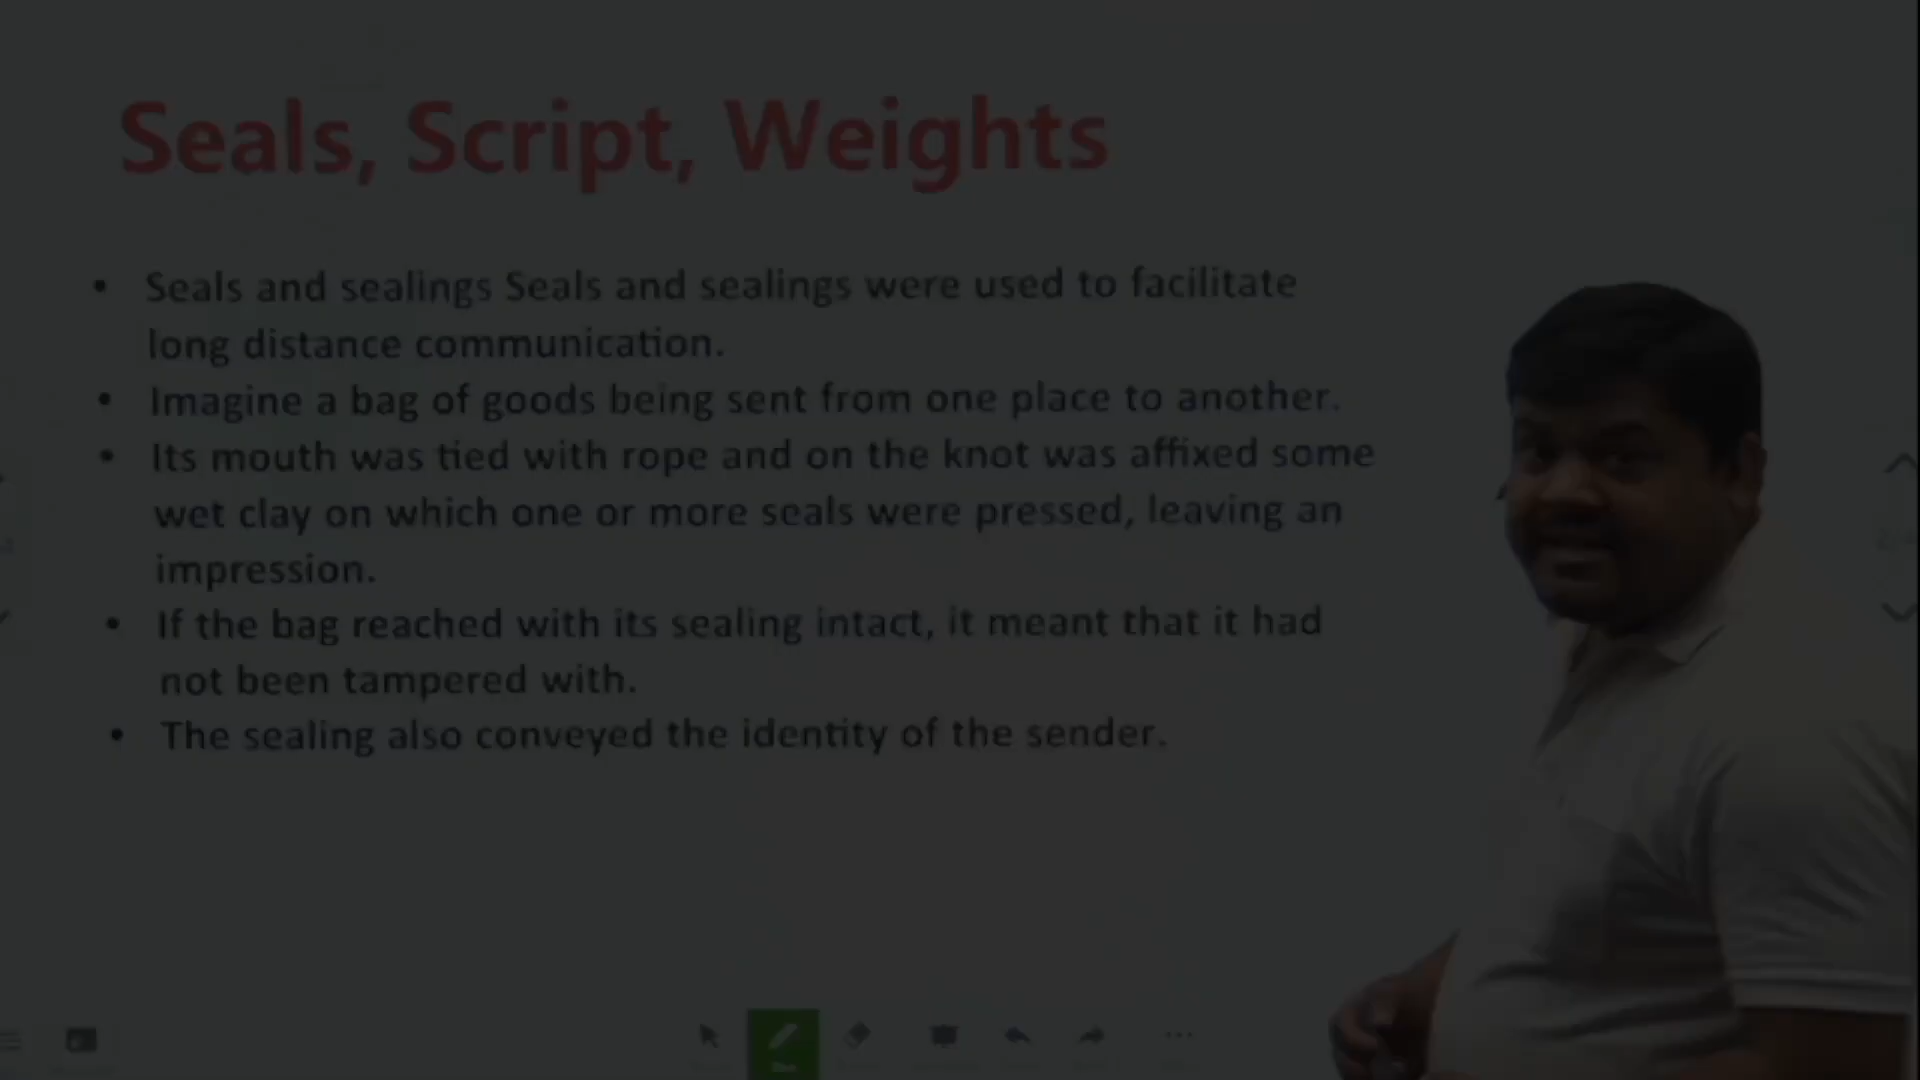 Seals, Script, Weights
• Seals and sealings Seals and sealings were used to facilitate
long distance communication.
• Imagine a bag of goods being sent from one place to another.
• Its mouth was tied with rope and on the knot was affixed some
wet clay on which one or more seals were pressed, leaving an
impression.
• If the bag reached with its sealing intact, it meant that it had
not been tampered with.
• The sealing also conveyed the identity of the sender.